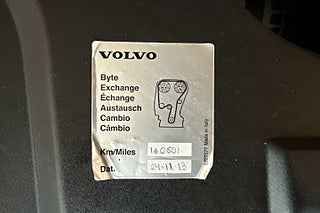 VOLVO
Byte
Exchange
Échange
Austausch
Cambio
Câmbio
Km/Miles 160501
Dat. 24-11-13
Made in Italy